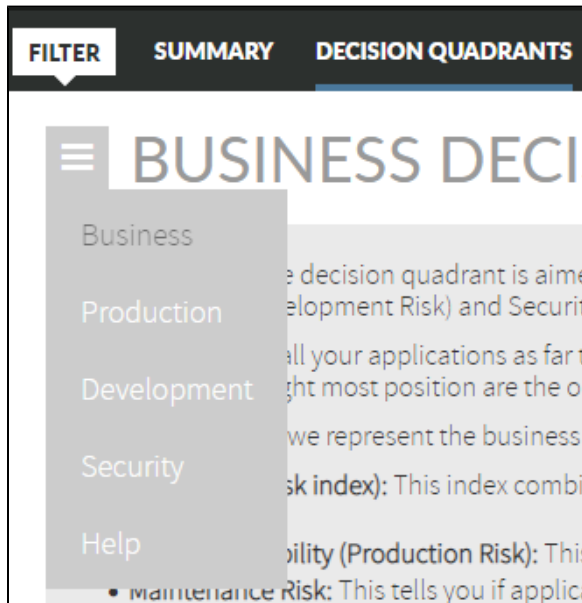 FILTER SUMMARY DECISION QUADRANTS
BUSINESS DECI
Business
decision quadrant is aime
Production
elopment Risk) and Securit
all your applications as far t
Development
ght most position are the o
we represent the business
Security
sk index): This index combi
Help
bility (Production Risk): This
• Maintenance Risk: This tells you if applica